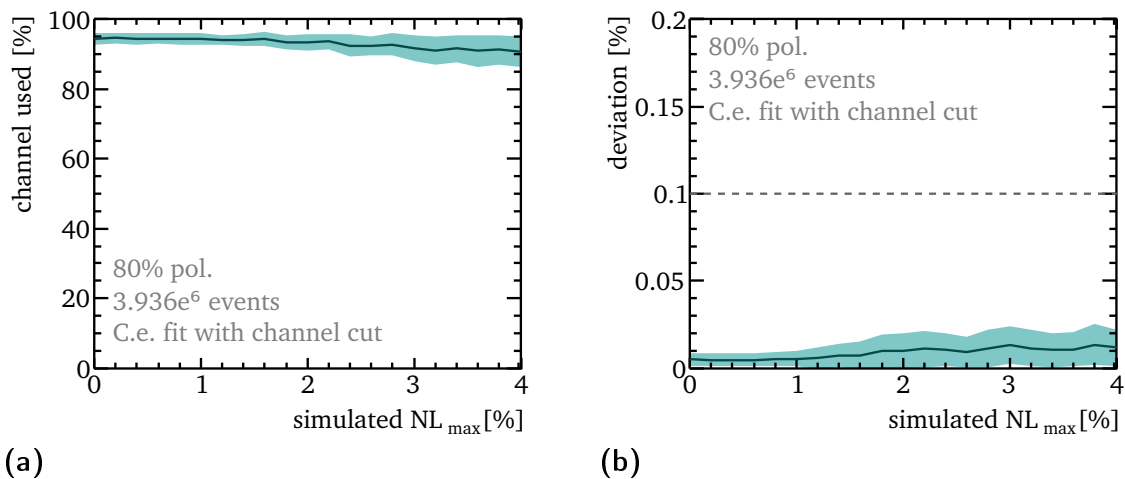 channel used [%]
100
80
60
40
20
0
80% pol.
3.936e⁶ events
C.e. fit with channel cut
0 1 2 3 4
simulated NL max [%]
(a)
deviation [%]
0.2
0.15
0.1
0.05
0
80% pol.
3.936e⁶ events
C.e. fit with channel cut
0 1 2 3 4
simulated NL max [%]
(b)